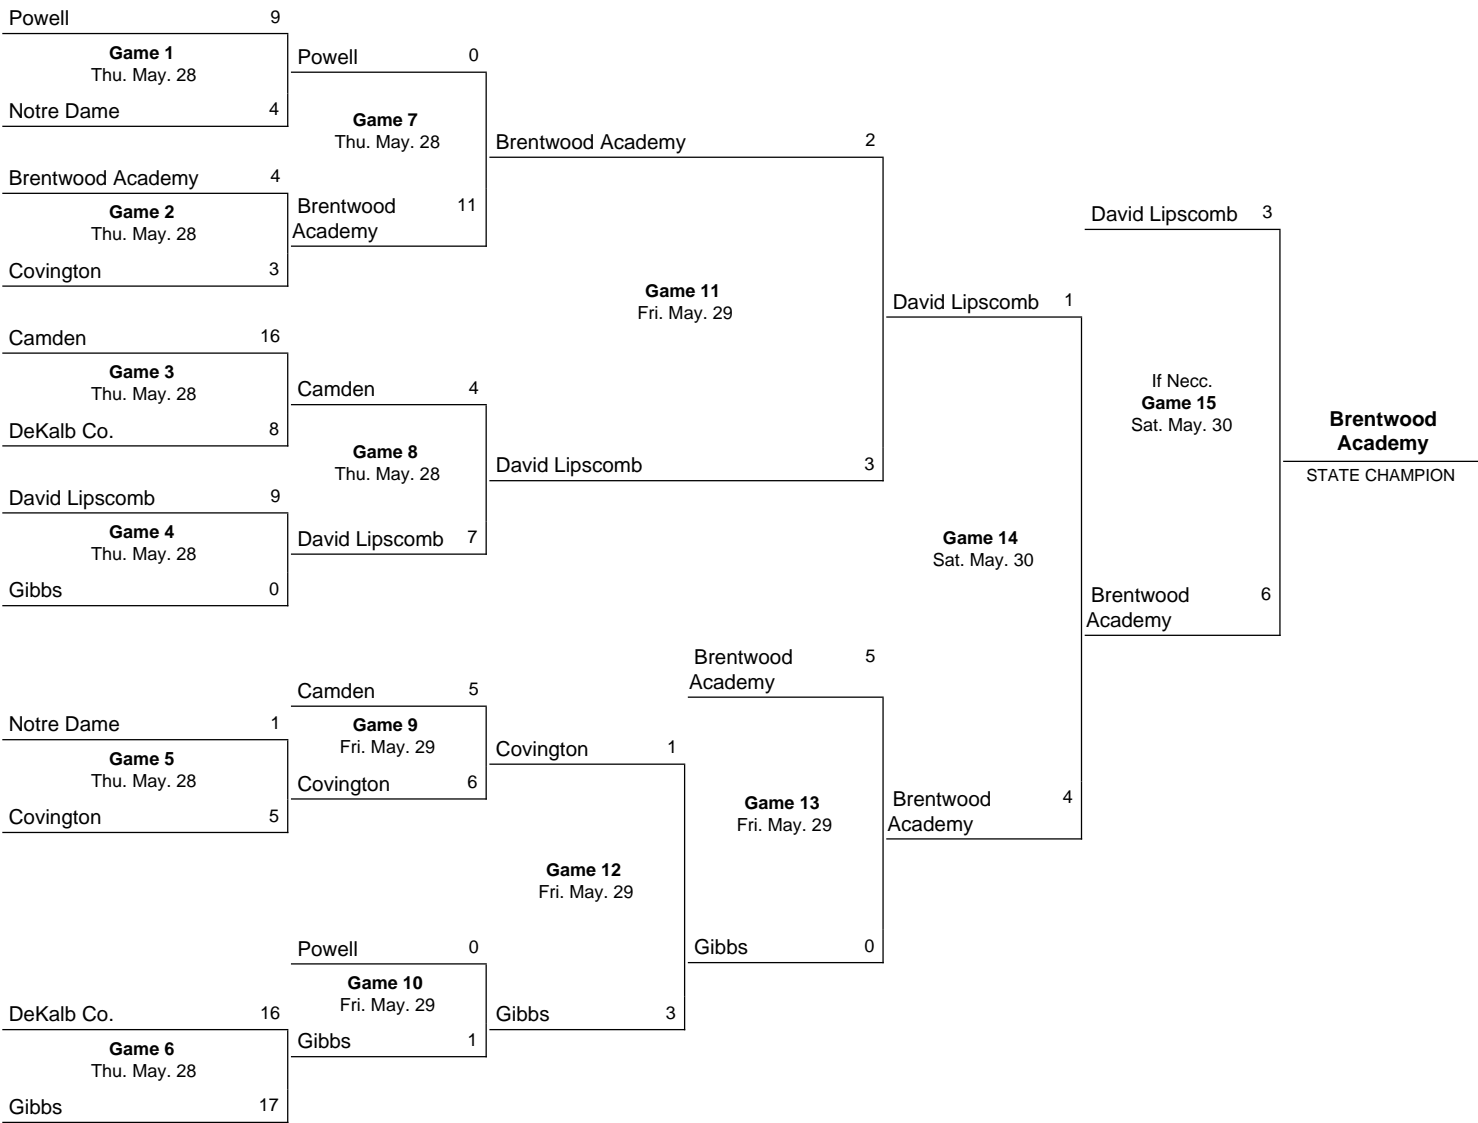 Powell 9
Game 1
Thu. May. 28
Notre Dame 4
Brentwood Academy 4
Game 2
Thu. May. 28
Covington 3
Camden 16
Game 3
Thu. May. 28
DeKalb Co. 8
David Lipscomb 9
Game 4
Thu. May. 28
Gibbs 0
Notre Dame 1
Game 5
Thu. May. 28
Covington 5
DeKalb Co. 16
Game 6
Thu. May. 28
Gibbs 17
Powell 0
Game 7
Thu. May. 28
Brentwood 11
Academy
Camden 4
Game 8
Thu. May. 28
David Lipscomb 7
Camden 5
Game 9
Fri. May. 29
Covington 6
Powell 0
Game 10
Fri. May. 29
Gibbs 1
Brentwood Academy 2
Game 11
Fri. May. 29
David Lipscomb 3
Covington 1
Game 12
Fri. May. 29
Gibbs 3
Brentwood 5
Academy
Game 13
Fri. May. 29
Gibbs 0
David Lipscomb 1
Game 14
Sat. May. 30
Brentwood 4
Academy
David Lipscomb 3
If Necc.
Game 15
Sat. May. 30
Brentwood 6
Academy
Brentwood
Academy
STATE CHAMPION